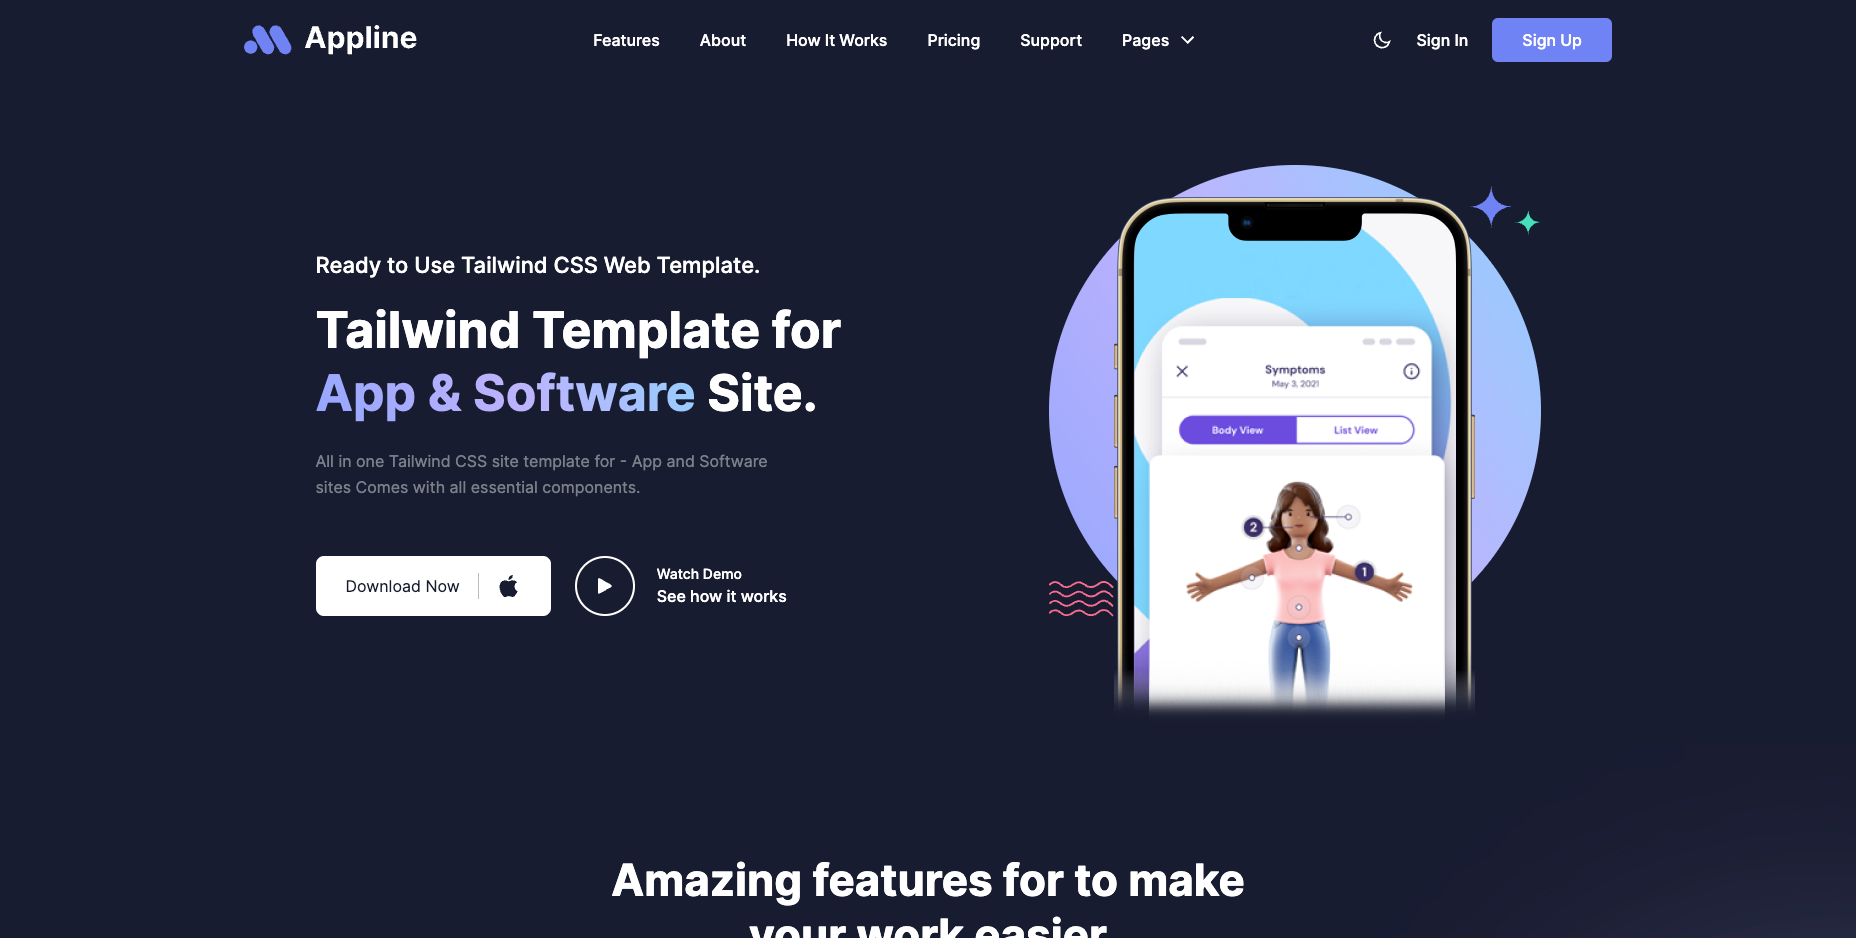 Appline
Features
About
How It Works
Pricing
Support
Pages
Sign In
Sign Up
Ready to Use Tailwind CSS Web Template.
Tailwind Template for
App & Software Site.
All in one Tailwind CSS site template for - App and Software
sites Comes with all essential components.
Download Now
Watch Demo
See how it works
Symptoms
May 3, 2021
Body View
List View
2
1
Amazing features for to make
your work easier